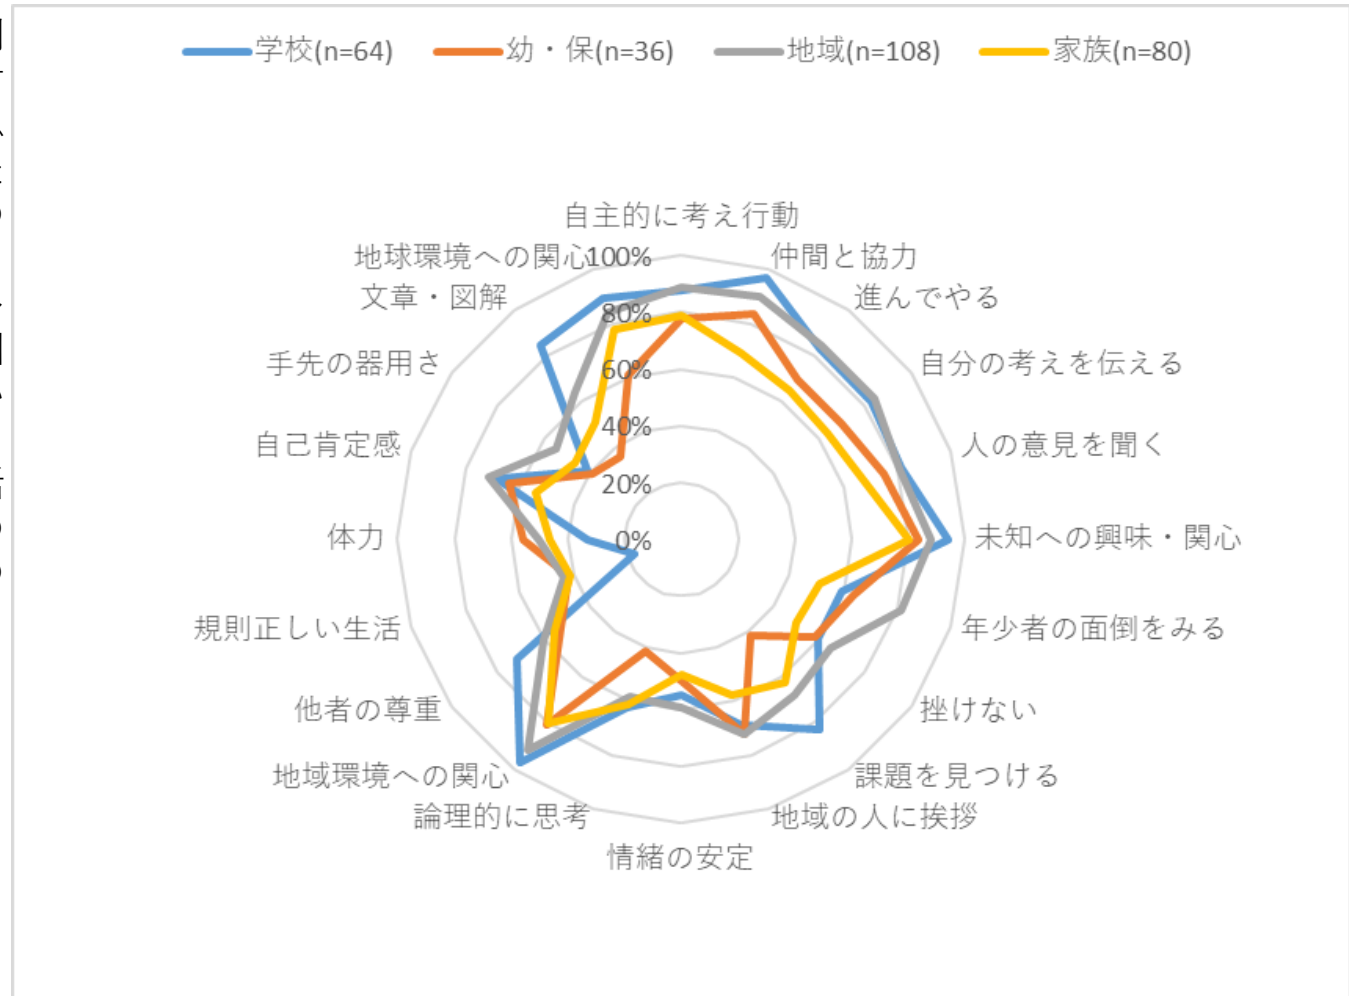 学校(n=64) 幼・保(n=36) 地域(n=108) 家族(n=80)
自主的に考え行動
地球環境への関心 100% 仲間と協力
文章・図解 進んでやる
80%
手先の器用さ 60% 自分の考えを伝える
自己肯定感 40% 人の意見を聞く
20%
体力 0% 未知への興味・関心
規則正しい生活 年少者の面倒をみる
他者の尊重 挫けない
地域環境への関心 課題を見つける
論理的に思考 地域の人に挨拶
情緒の安定